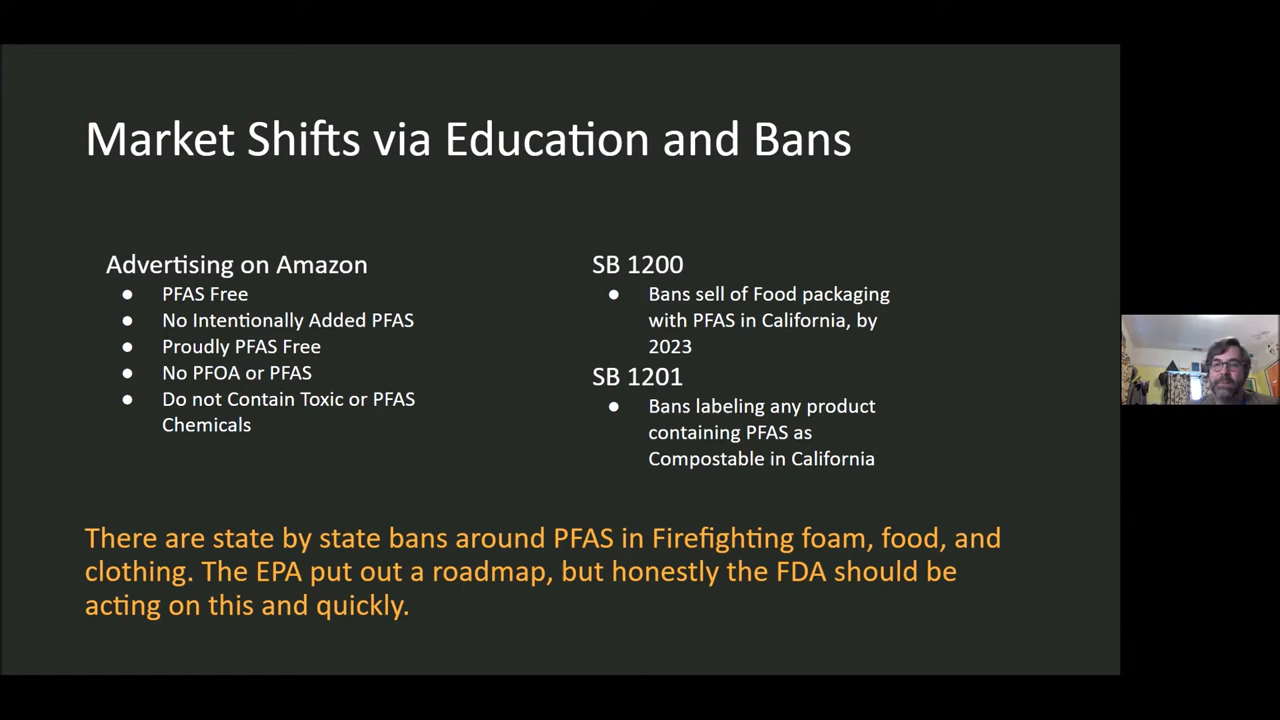 Market Shifts via Education and Bans
Advertising on Amazon
● PFAS Free
● No Intentionally Added PFAS
● Proudly PFAS Free
● No PFOA or PFAS
● Do not Contain Toxic or PFAS
Chemicals
SB 1200
● Bans sell of Food packaging
with PFAS in California, by
2023
SB 1201
● Bans labeling any product
containing PFAS as
Compostable in California
There are state by state bans around PFAS in Firefighting foam, food, and
clothing. The EPA put out a roadmap, but honestly the FDA should be
acting on this and quickly.